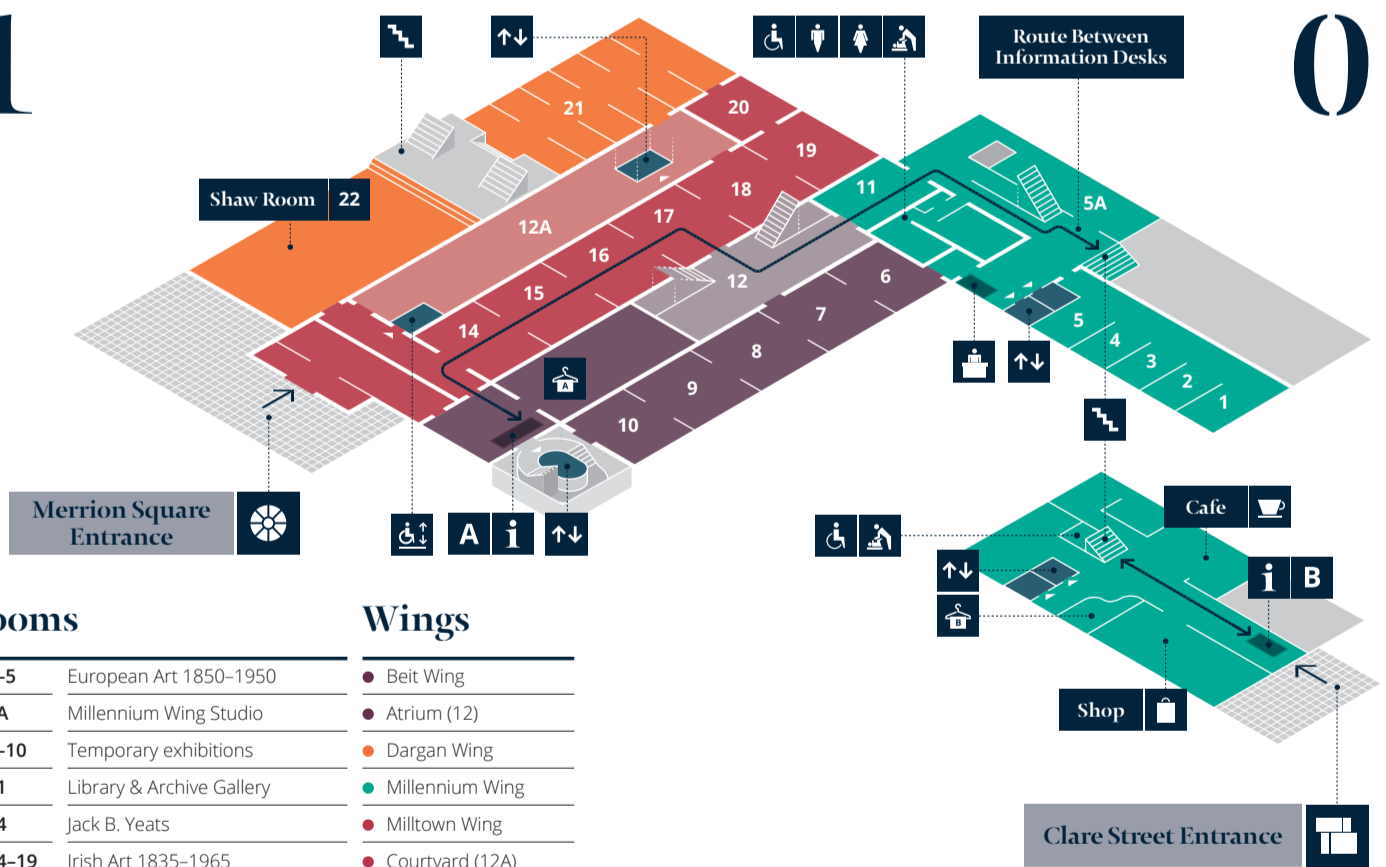 1
0
Route Between
Information Desks
21
20
19
18
17
16
15
14
12A
Shaw Room 22
11
5A
12
6
7
8
9
10
5
4
3
2
1
A
Merrion Square
Entrance
A i
Cafe
i B
B
Shop
Clare Street Entrance
ooms
–5 European Art 1850–1950
A Millennium Wing Studio
–10 Temporary exhibitions
1 Library & Archive Gallery
4 Jack B. Yeats
4–19 Irish Art 1835–1965
Wings
Beit Wing
Atrium (12)
Dargan Wing
Millennium Wing
Milltown Wing
Courtyard (12A)